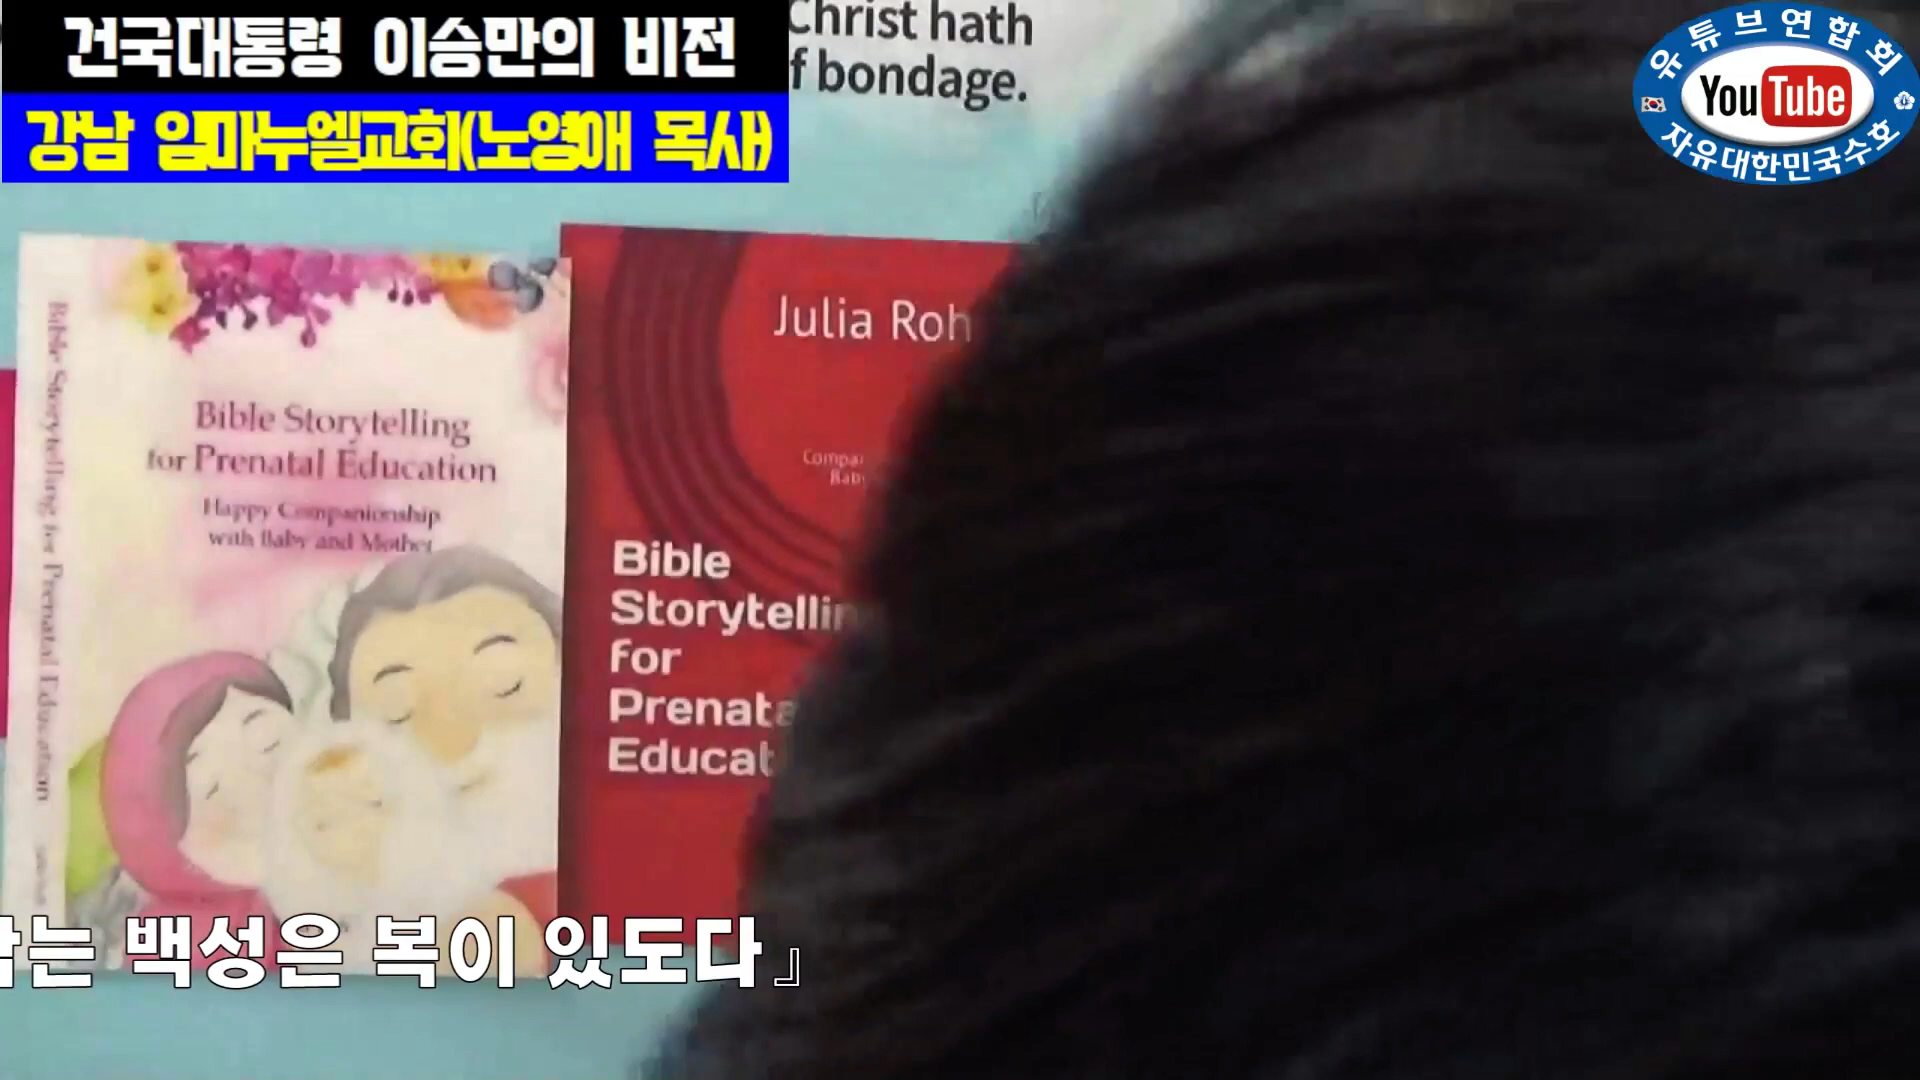 건국대통령 이승만의 비전
강남 임마누엘교회(노영애 목사)
Christ hath
f bondage.
유튜브연합회
YouTube
자유대한민국수호
Bible Storytelling for Prenatal Education
Bible Storytelling
for Prenatal Education
Happy Companionship
with Baby and Mother
Julia Roh
Compa
Baby
Bible
Storytellin
for
Prenata
Educat
는 백성은 복이 있도다』